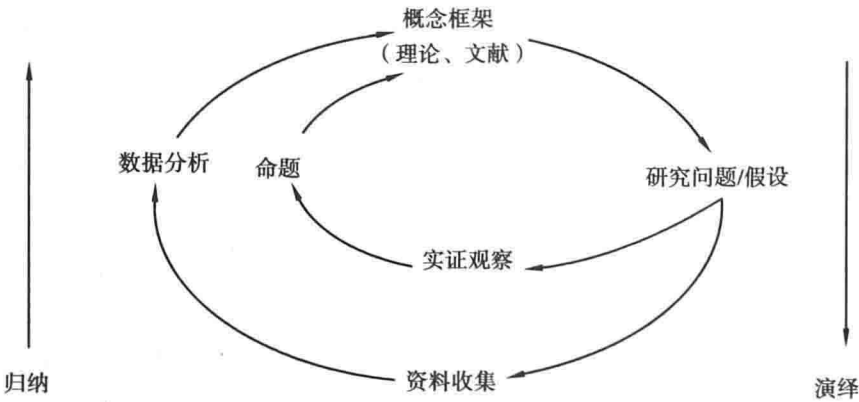 概念框架
（理论、文献）
数据分析
命题
研究问题/假设
实证观察
资料收集
归纳
演绎